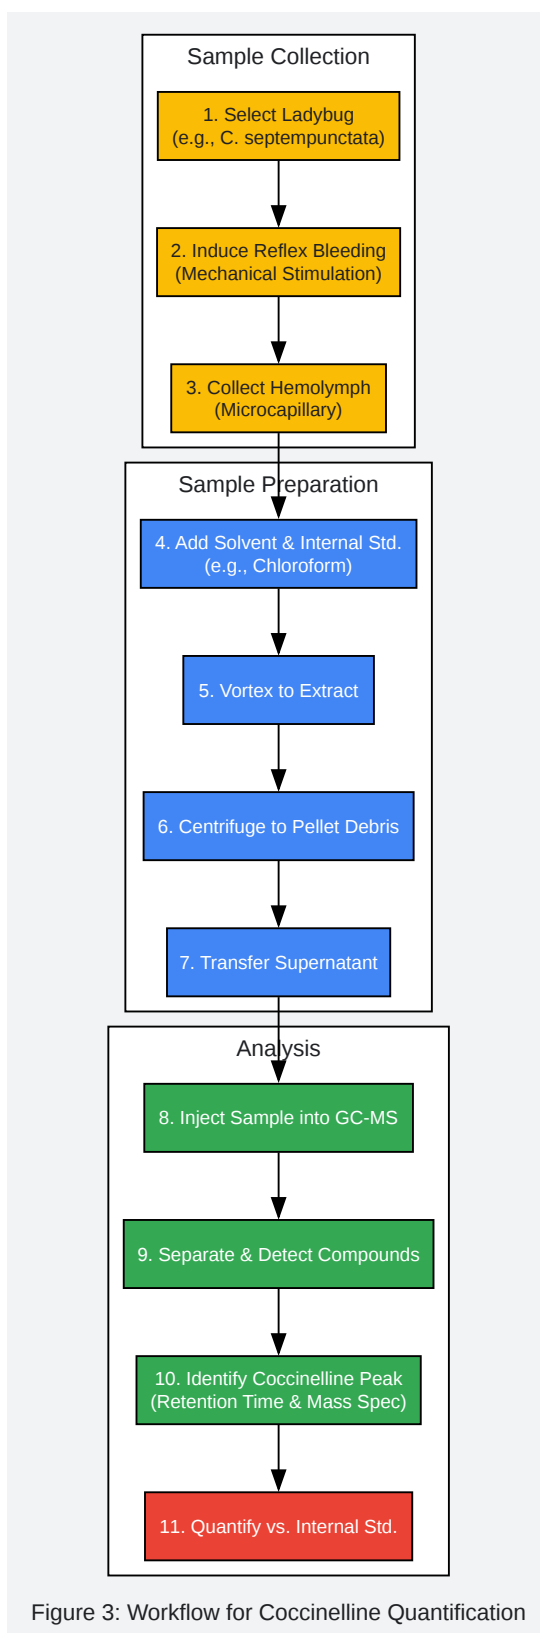 Sample Collection
1. Select Ladybug
(e.g., C. septempunctata)
2. Induce Reflex Bleeding
(Mechanical Stimulation)
3. Collect Hemolymph
(Microcapillary)
Sample Preparation
4. Add Solvent & Internal Std.
(e.g., Chloroform)
5. Vortex to Extract
6. Centrifuge to Pellet Debris
7. Transfer Supernatant
Analysis
8. Inject Sample into GC-MS
9. Separate & Detect Compounds
10. Identify Coccinelline Peak
(Retention Time & Mass Spec)
11. Quantify vs. Internal Std.
Figure 3: Workflow for Coccinelline Quantification